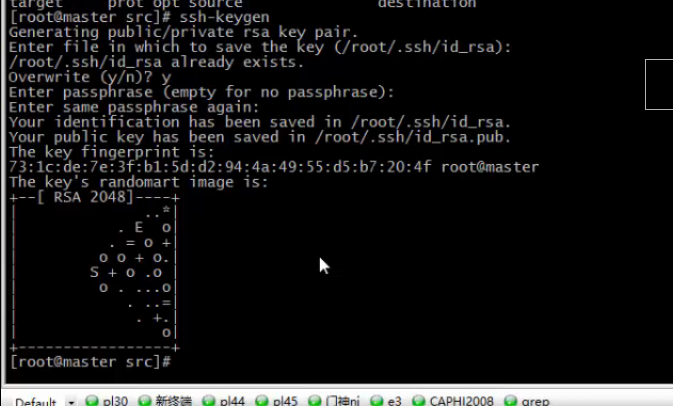 target     prot opt source               destination
[root@master src]# ssh-keygen
Generating public/private rsa key pair.
Enter file in which to save the key (/root/.ssh/id_rsa):
/root/.ssh/id_rsa already exists.
Overwrite (y/n)? y
Enter passphrase (empty for no passphrase):
Enter same passphrase again:
Your identification has been saved in /root/.ssh/id_rsa.
Your public key has been saved in /root/.ssh/id_rsa.pub.
The key fingerprint is:
73:1c:de:7e:3f:b1:5d:d2:94:4a:49:55:d5:b7:20:4f root@master
The key's randomart image is:
+--[ RSA 2048]----+
|              ..*|
|           . E  o|
|          . = o +|
|         o o + o.|
|        S + o .o |
|         o . ...o|
|            . ..=|
|             . +.|
|                o|
+-----------------+
[root@master src]#
Default pl30 新终端 pl44 pl45 门神nj e3 CAPHI2008 grep